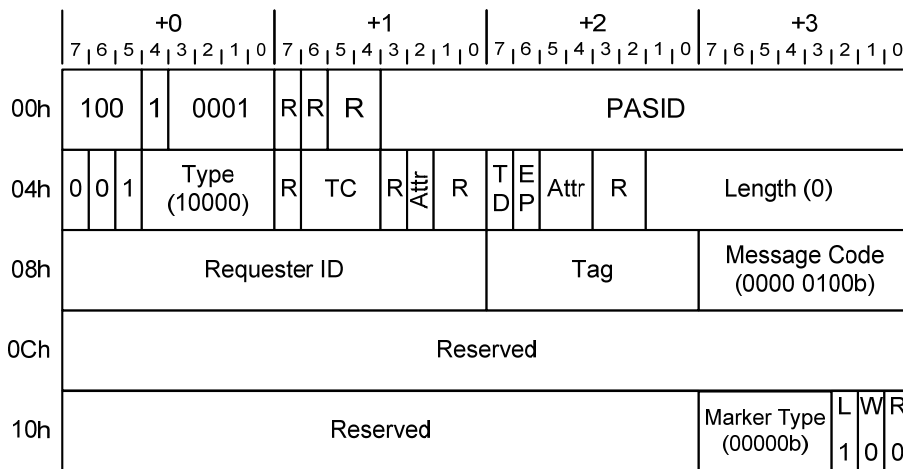 +0 +1 +2 +3
7 6 5 4 3 2 1 0 7 6 5 4 3 2 1 0 7 6 5 4 3 2 1 0 7 6 5 4 3 2 1 0
00h 100 1 0001 R R R PASID
04h 0 0 1 Type (10000) R TC R Attr R TD EP Attr R Length (0)
08h Requester ID Tag Message Code (0000 0100b)
0Ch Reserved
10h Reserved Marker Type (00000b) L 1 W 0 R 0